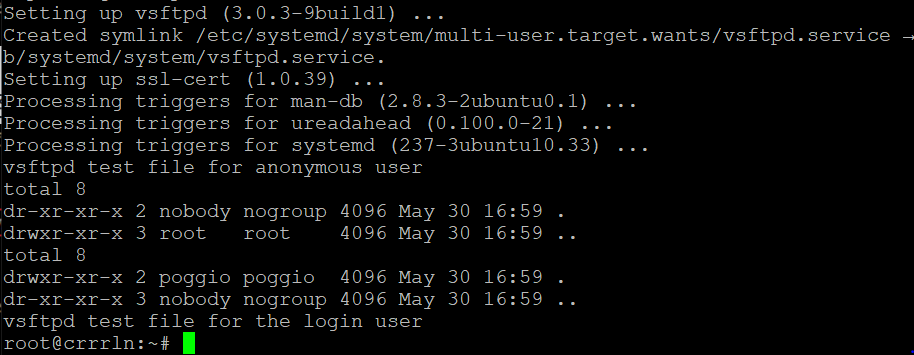 Setting up vsftpd (3.0.3-9build1) ...
Created symlink /etc/systemd/system/multi-user.target.wants/vsftpd.service →
b/systemd/system/vsftpd.service.
Setting up ssl-cert (1.0.39) ...
Processing triggers for man-db (2.8.3-2ubuntu0.1) ...
Processing triggers for ureadahead (0.100.0-21) ...
Processing triggers for systemd (237-3ubuntu10.33) ...
vsftpd test file for anonymous user
total 8
dr-xr-xr-x 2 nobody nogroup 4096 May 30 16:59 .
drwxr-xr-x 3 root   root    4096 May 30 16:59 ..
total 8
drwxr-xr-x 2 poggio poggio  4096 May 30 16:59 .
dr-xr-xr-x 3 nobody nogroup 4096 May 30 16:59 ..
vsftpd test file for the login user
root@crrrln:~#